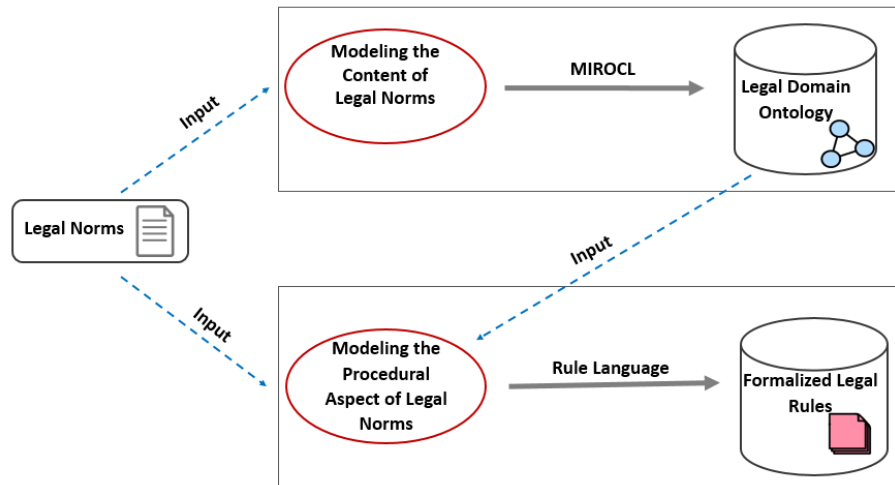 Modeling the
Content of
Legal Norms
MIROCL
Legal Domain
Ontology
Input
Legal Norms
Input
Input
Modeling the
Procedural
Aspect of Legal
Norms
Rule Language
Formalized Legal
Rules